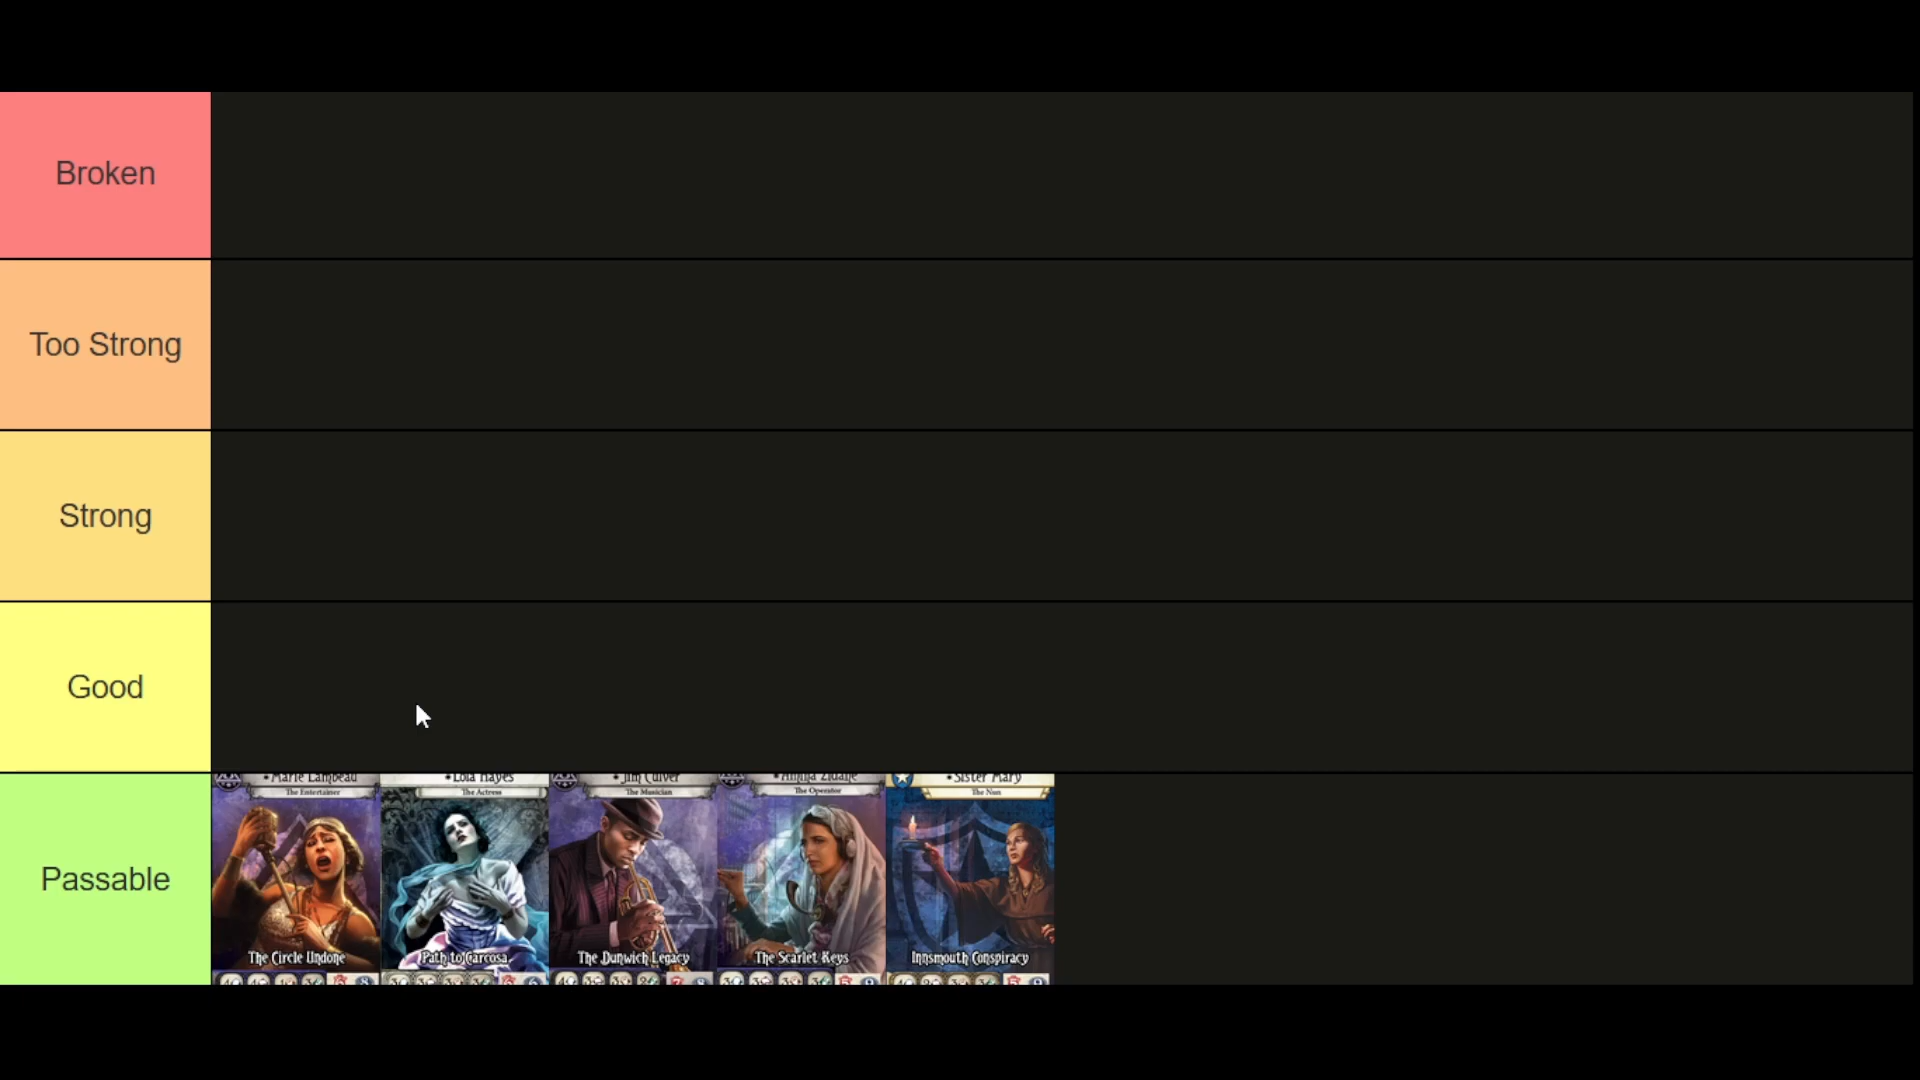 Broken
Too Strong
Strong
Good
Passable
Marie Lambeau
The Entertainer
The Circle Undone
Lola Hayes
The Actress
Path to Carcosa
Jim Culver
The Musician
The Dunwich Legacy
Amina Zidane
The Operator
The Scarlet Keys
Sister Mary
The Nun
Innsmouth Conspiracy